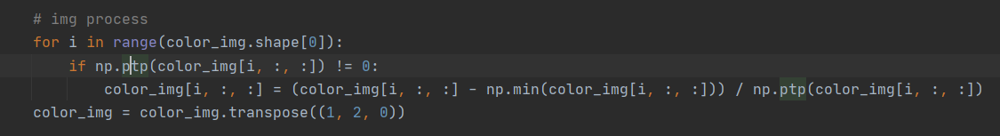 # img process
for i in range(color_img.shape[0]):
    if np.ptp(color_img[i, :, :]) != 0:
        color_img[i, :, :] = (color_img[i, :, :] - np.min(color_img[i, :, :])) / np.ptp(color_img[i, :, :])
color_img = color_img.transpose((1, 2, 0))